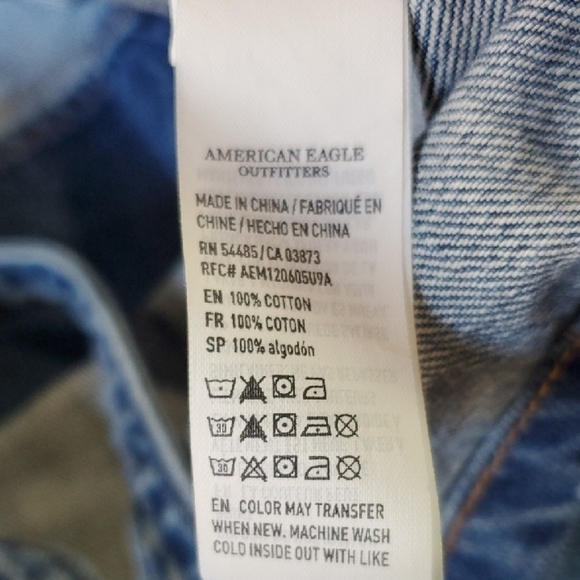 AMERICAN EAGLE
OUTFITTERS
MADE IN CHINA / FABRIQUÉ EN
CHINE / HECHO EN CHINA
RN 54485 / CA 03873
RFC# AEM120605U9A
EN 100% COTTON
FR 100% COTON
SP 100% algodón
30
30
EN COLOR MAY TRANSFER
WHEN NEW. MACHINE WASH
COLD INSIDE OUT WITH LIKE